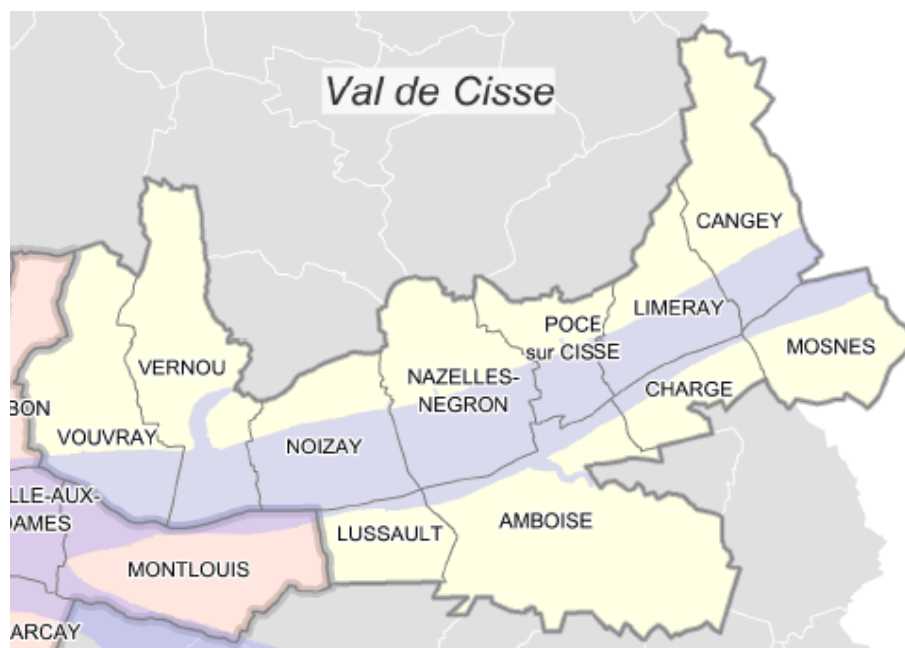 Val de Cisse
CANGEY
LIMERAY
POCE
sur CISSE
MOSNES
VERNOU
NAZELLES-
NEGRON
CHARGE
BON
VOUVRAY
NOIZAY
LLE-AUX-
DAMES
LUSSAULT
AMBOISE
MONTLOUIS
ARCAY